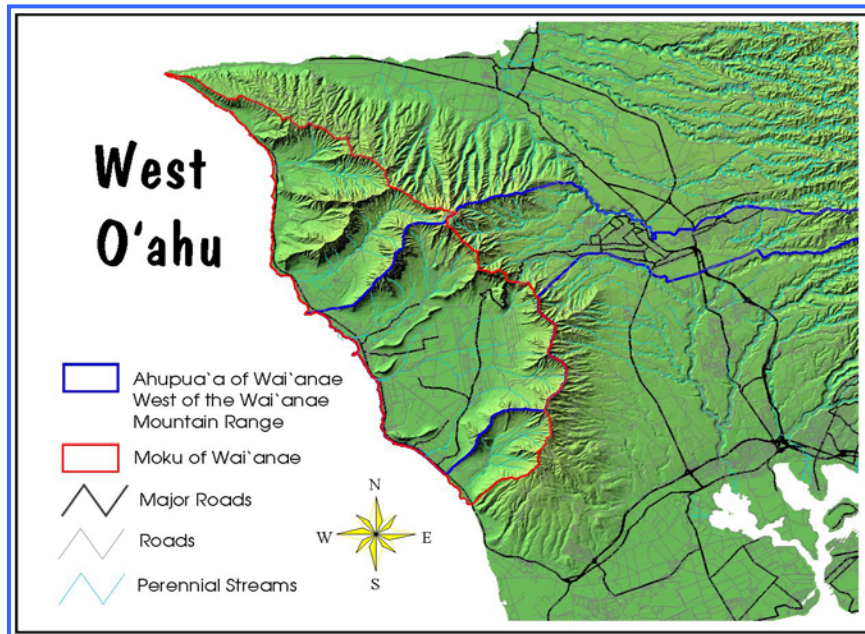 West
O‘ahu
Ahupua`a of Wai`anae
West of the Wai`anae
Mountain Range
Moku of Wai`anae
Major Roads
Roads
Perennial Streams
N
W E
S